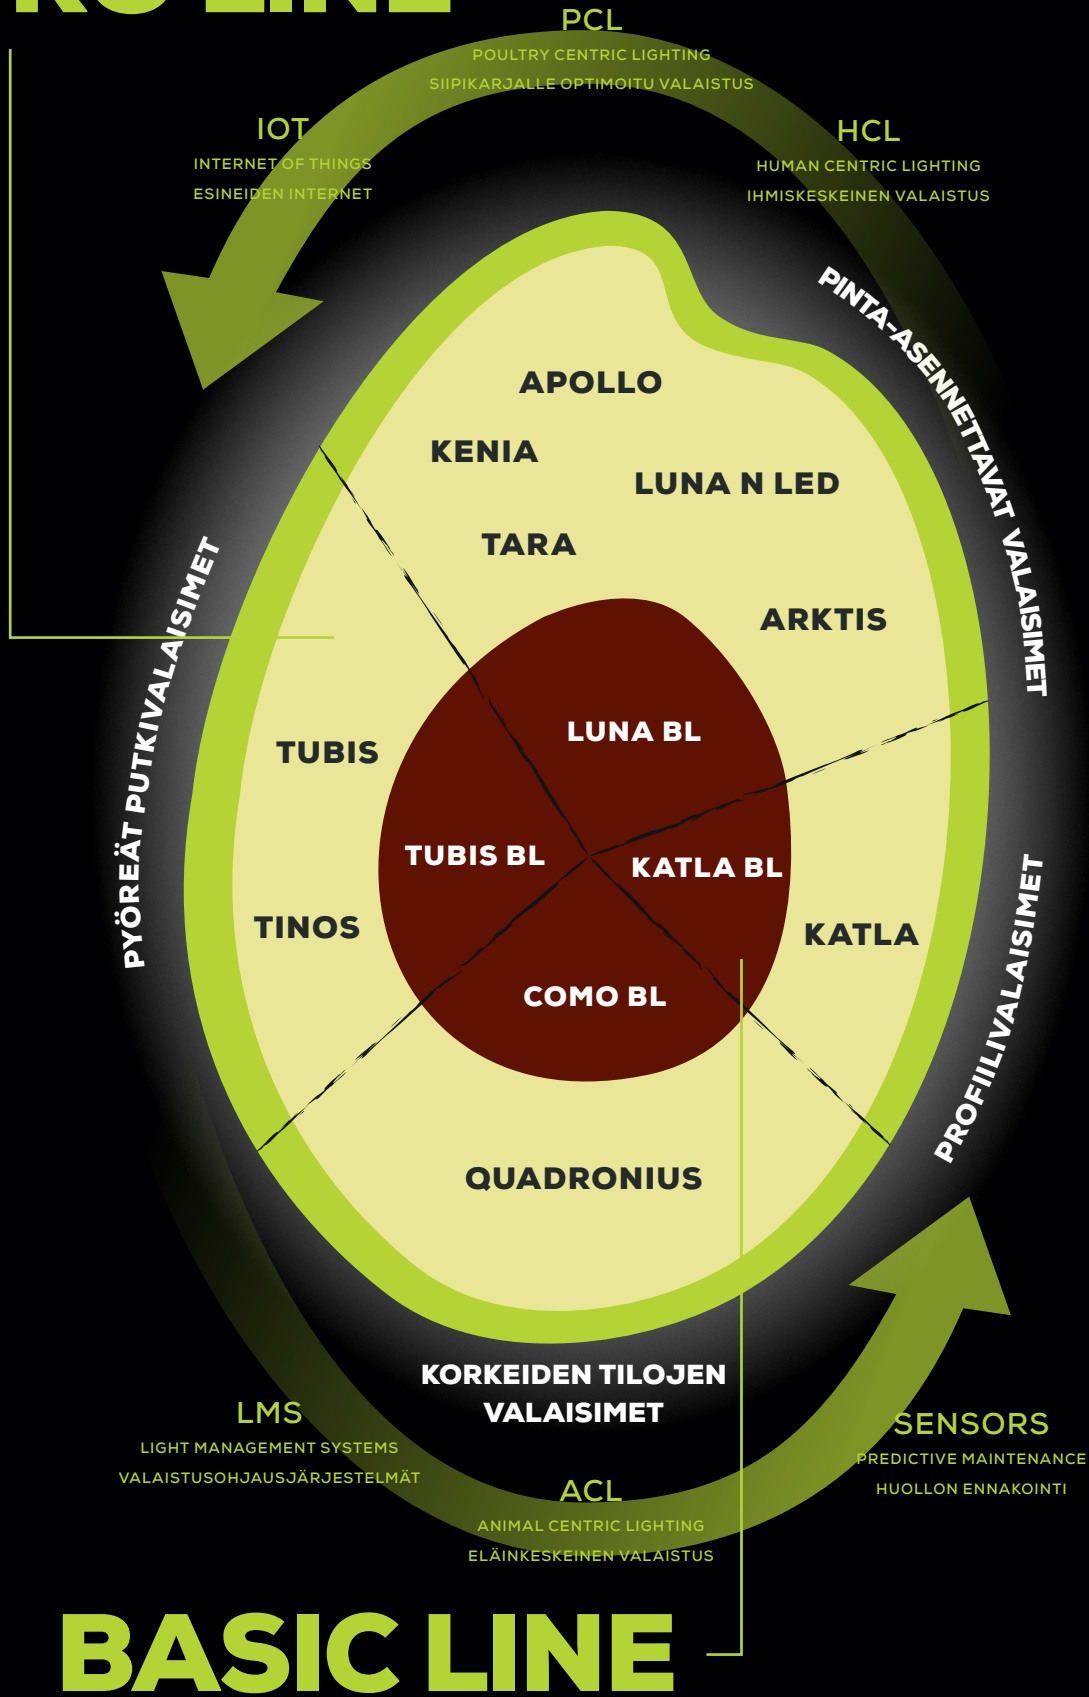 LINE
PCL
POULTRY CENTRIC LIGHTING
SIIPIKARJALLE OPTIMOITU VALAISTUS
IOT
INTERNET OF THINGS
ESINEIDEN INTERNET
HCL
HUMAN CENTRIC LIGHTING
IHMISKESKEINEN VALAISTUS
PINTA-ASENNETTAVAT VALAISIMET
APOLLO
KENIA
LUNA N LED
TARA
ARKTIS
PYÖREÄT PUTKIVALAISIMET
LUNA BL
TUBIS
TUBIS BL
KATLA BL
TINOS
KATLA
COMO BL
PROFIILIVALAISIMET
QUADRONIUS
KORKEIDEN TILOJEN
VALAISIMET
LMS
LIGHT MANAGEMENT SYSTEMS
VALAISTUSOHJAUSJÄRJESTELMÄT
SENSORS
PREDICTIVE MAINTENANCE
HUOLLON ENNAKOINTI
ACL
ANIMAL CENTRIC LIGHTING
ELÄINKESKEINEN VALAISTUS
BASIC LINE